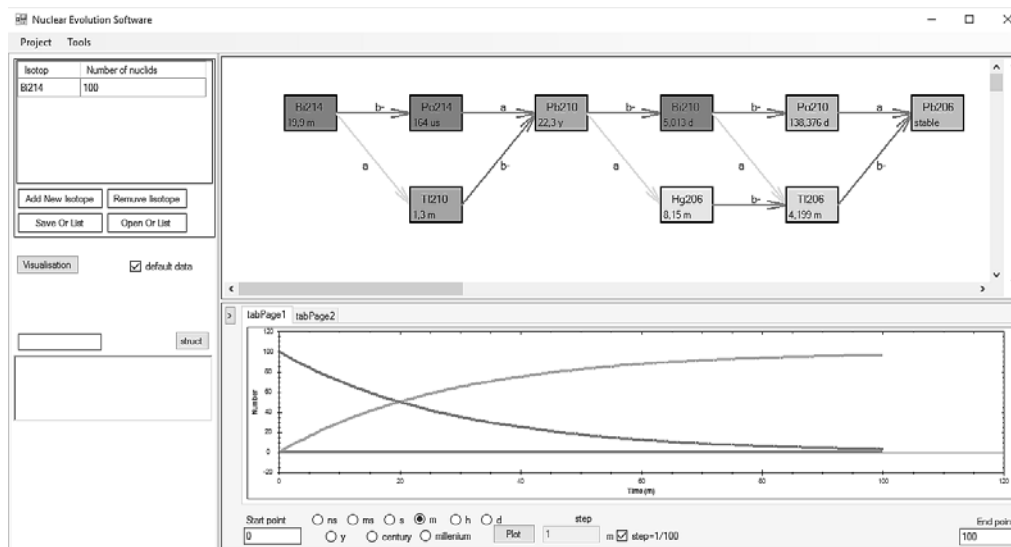 Nuclear Evolution Software
Project Tools
Isotop Number of nuclids
Bi214 100
Add New Isotope Remuve Isotope
Save Or List Open Or List
Visualisation default data
struct
Bi214 b- Po214 a Pb210 b- Bi210 b- Po210 a Pb206
19,9 m 164 us 22,3 y 5,013 d 138,376 d stable
a b- a a b-
Tl210 Hg206 b- Tl206
1,3 m 8,15 m 4,199 m
> tabPage1 tabPage2
120
100
80
60
40
20
0
-20
Number
0 20 40 60 80 100 120
Time (m)
Start point ns ms s m h d step End point
0 y century millenium Plot 1 m step=1/100 100